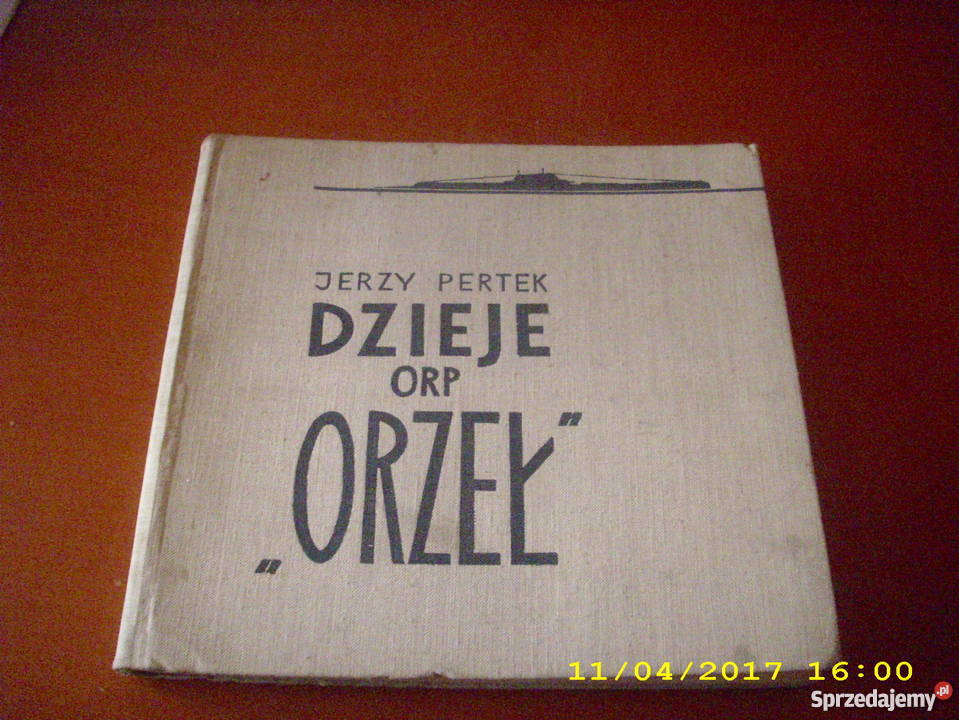 JERZY PERTEK
DZIEJE
ORP
„ORZEŁ”
11/04/2017 16:00
Sprzedajemy.pl